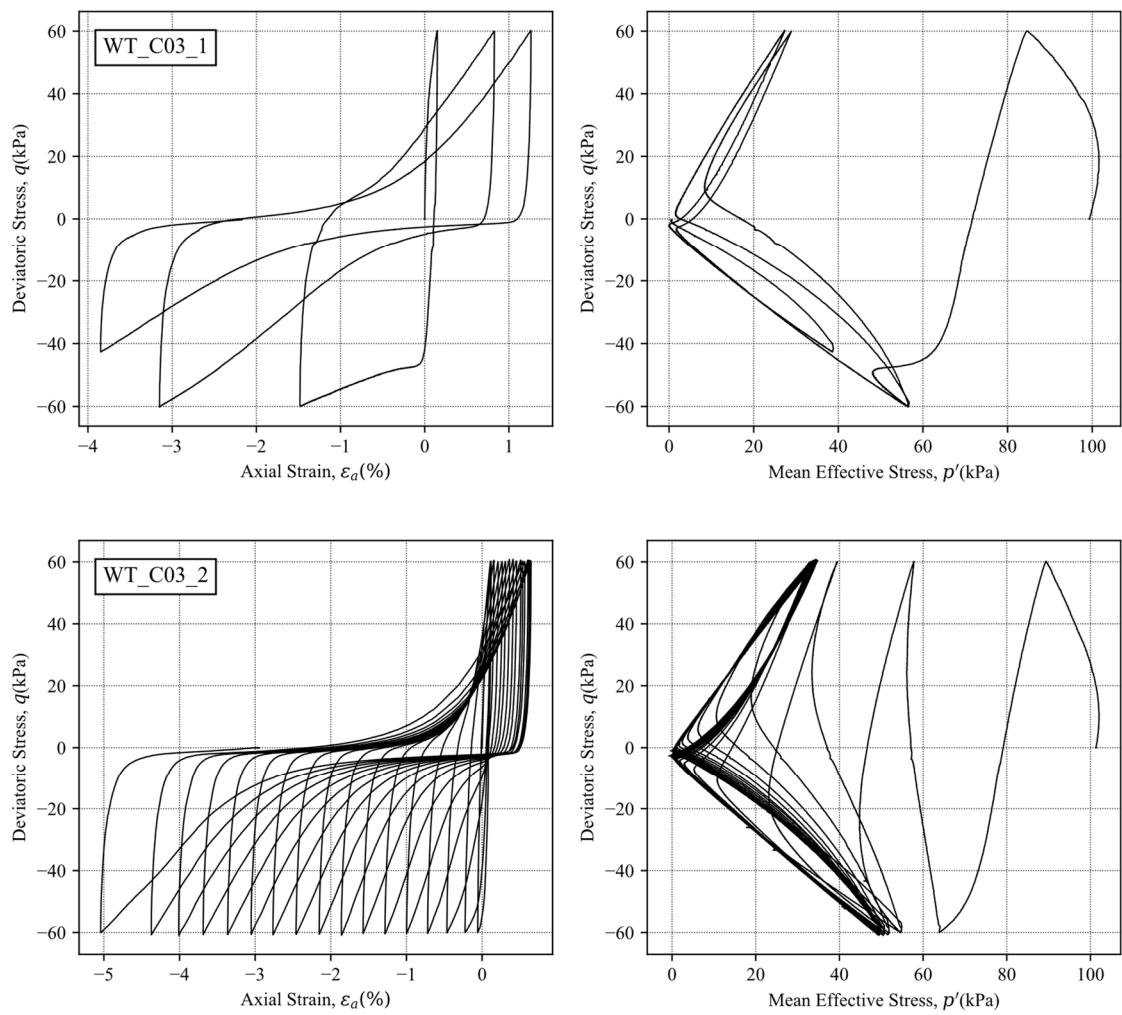 WT_C03_1
60
40
20
0
−20
−40
−60
Deviatoric Stress, q(kPa)
−4 −3 −2 −1 0 1
Axial Strain, εₐ(%)
60
40
20
0
−20
−40
−60
Deviatoric Stress, q(kPa)
0 20 40 60 80 100
Mean Effective Stress, p′(kPa)
WT_C03_2
60
40
20
0
−20
−40
−60
Deviatoric Stress, q(kPa)
−5 −4 −3 −2 −1 0
Axial Strain, εₐ(%)
60
40
20
0
−20
−40
−60
Deviatoric Stress, q(kPa)
0 20 40 60 80 100
Mean Effective Stress, p′(kPa)